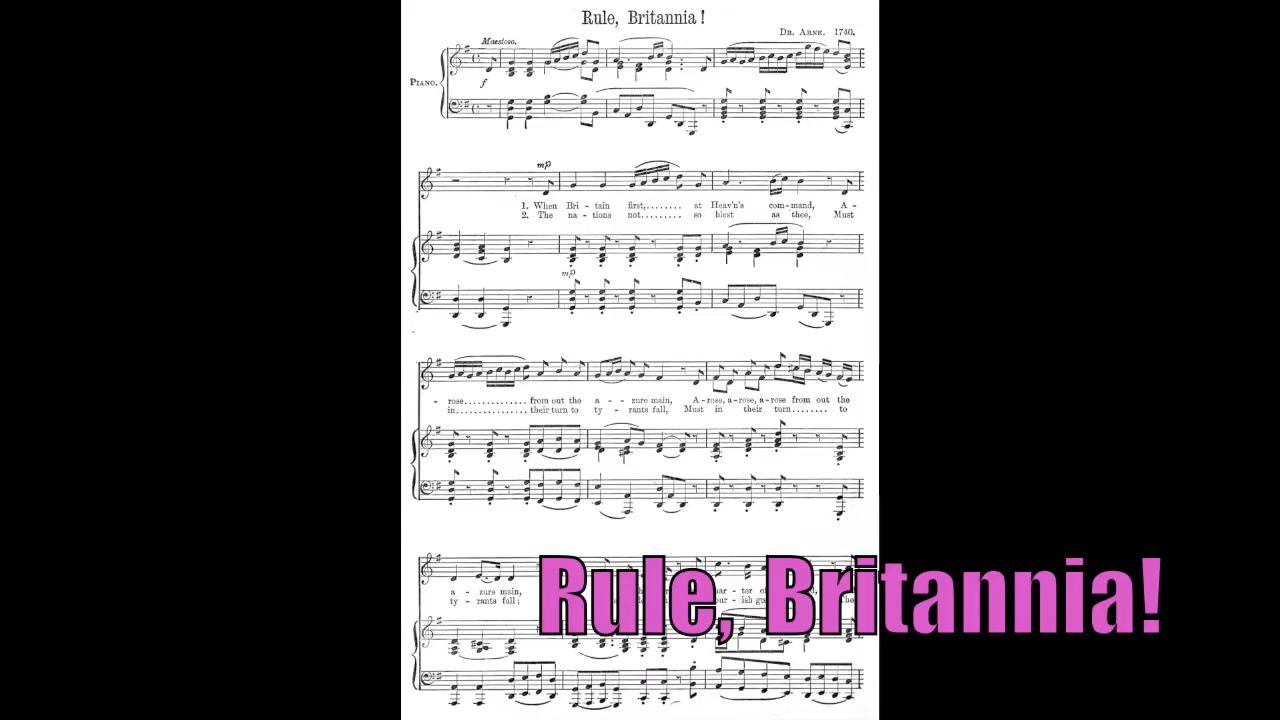 Rule, Britannia!
DR. ARNE. 1740.
Maestoso.
PIANO.
f
mp
1. When Bri - tain first,........ at Heav'n's com-mand, A-
2. The na - tions not......... so blest as thee, Must
mp
- rose.............. from out the a - - zure main, A-rose, a-rose, a-rose from out the
in................. their turn to ty - rants fall, Must in their turn........ to
a - zure main,
ty - rants fall;
Rule, Britannia!